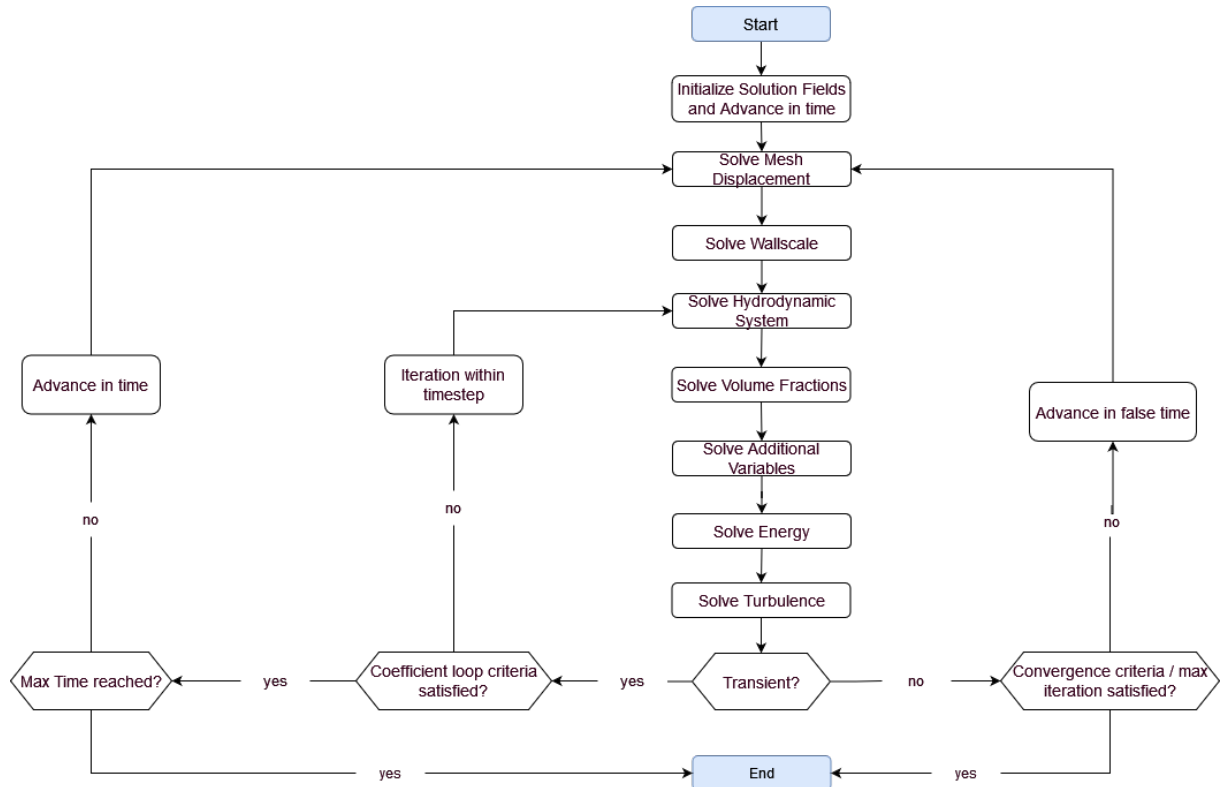 Start
Initialize Solution Fields
and Advance in time
Solve Mesh
Displacement
Solve Wallscale
Solve Hydrodynamic
System
Advance in time
Iteration within
timestep
Solve Volume Fractions
Advance in false time
Solve Additional
Variables
no
no
Solve Energy
no
Solve Turbulence
Max Time reached?
yes
Coefficient loop criteria
satisfied?
yes
Transient?
no
Convergence criteria / max
iteration satisfied?
yes
End
yes